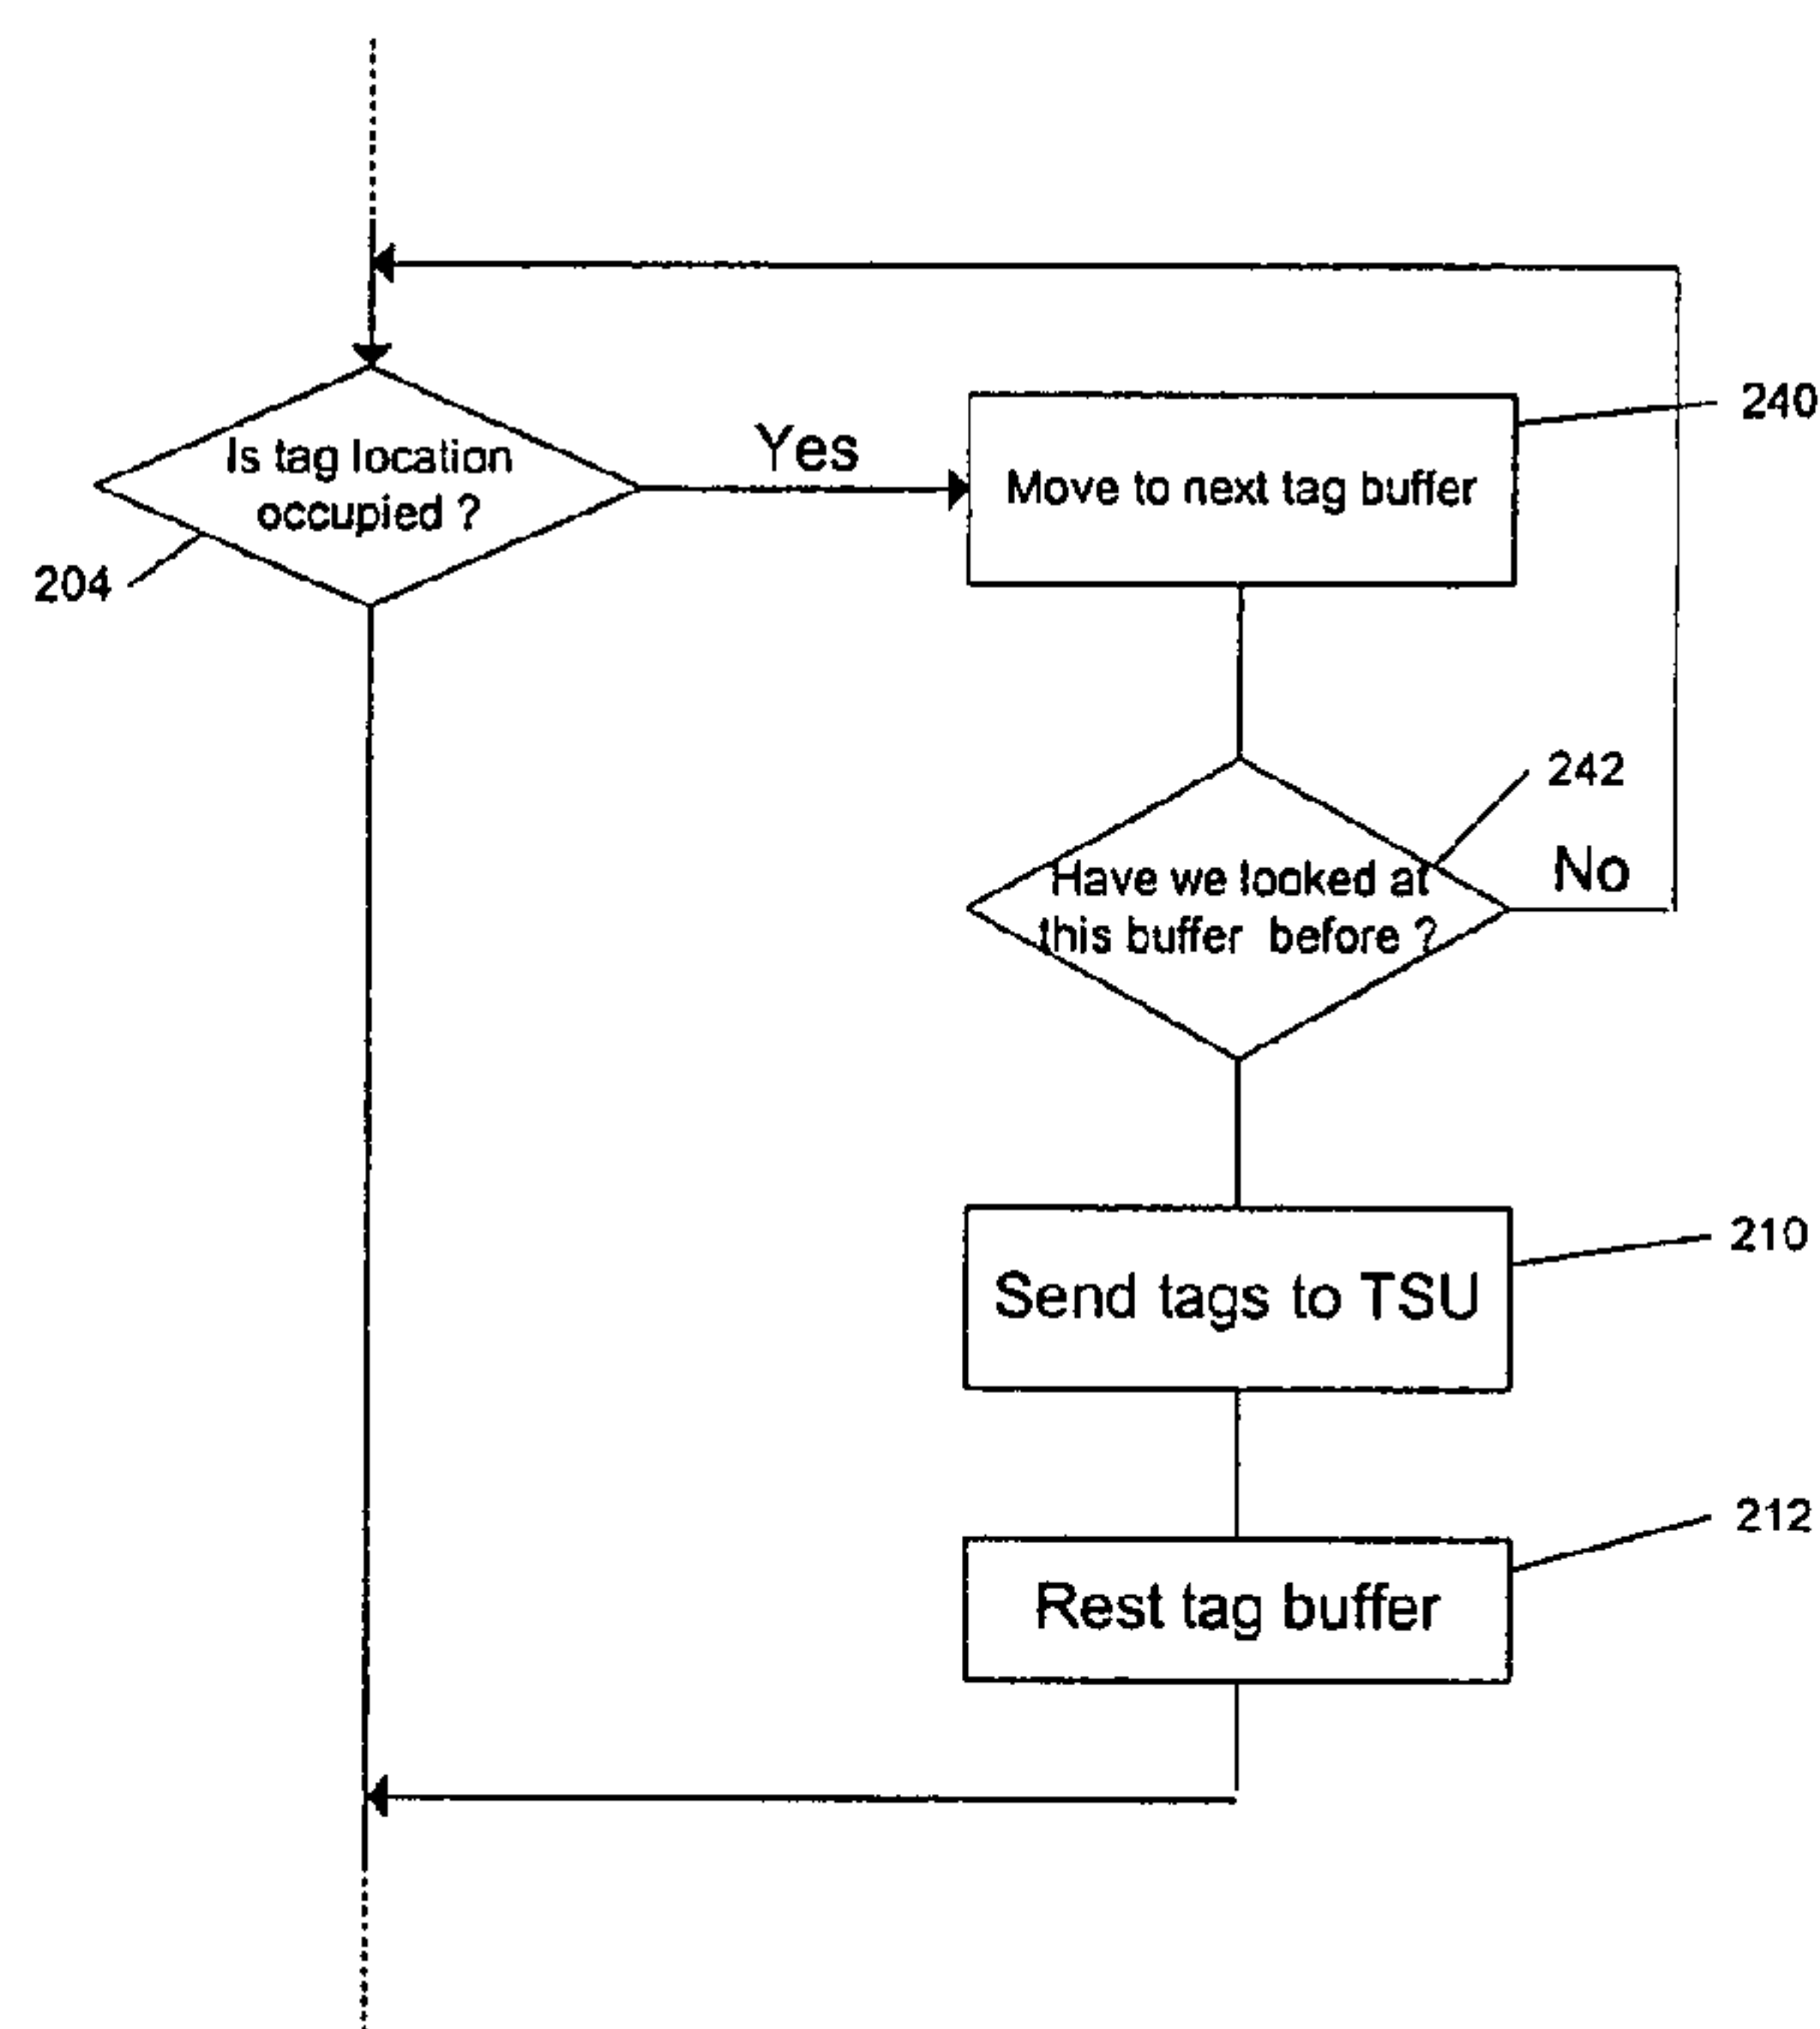 240
Is tag location
occupied ?
Yes
Move to next tag buffer
204
242
Have we looked at
this buffer before ?
No
210
Send tags to TSU
212
Rest tag buffer